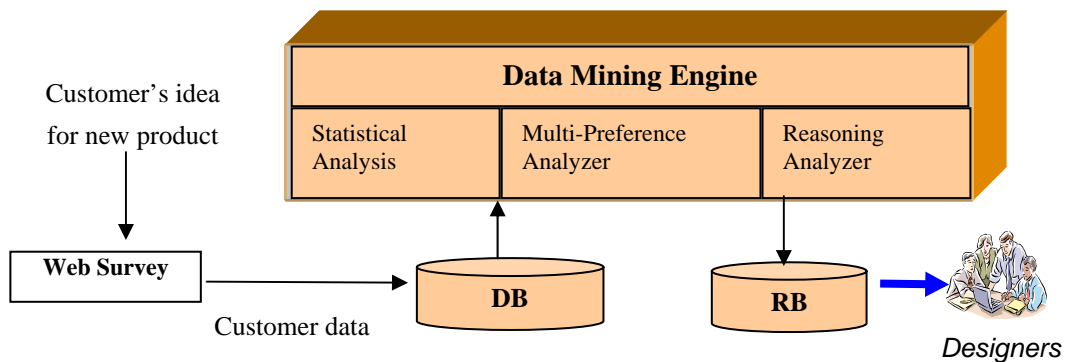 Data Mining Engine
Customer's idea
for new product
Statistical
Analysis
Multi-Preference
Analyzer
Reasoning
Analyzer
Web Survey
DB
RB
Customer data
Designers